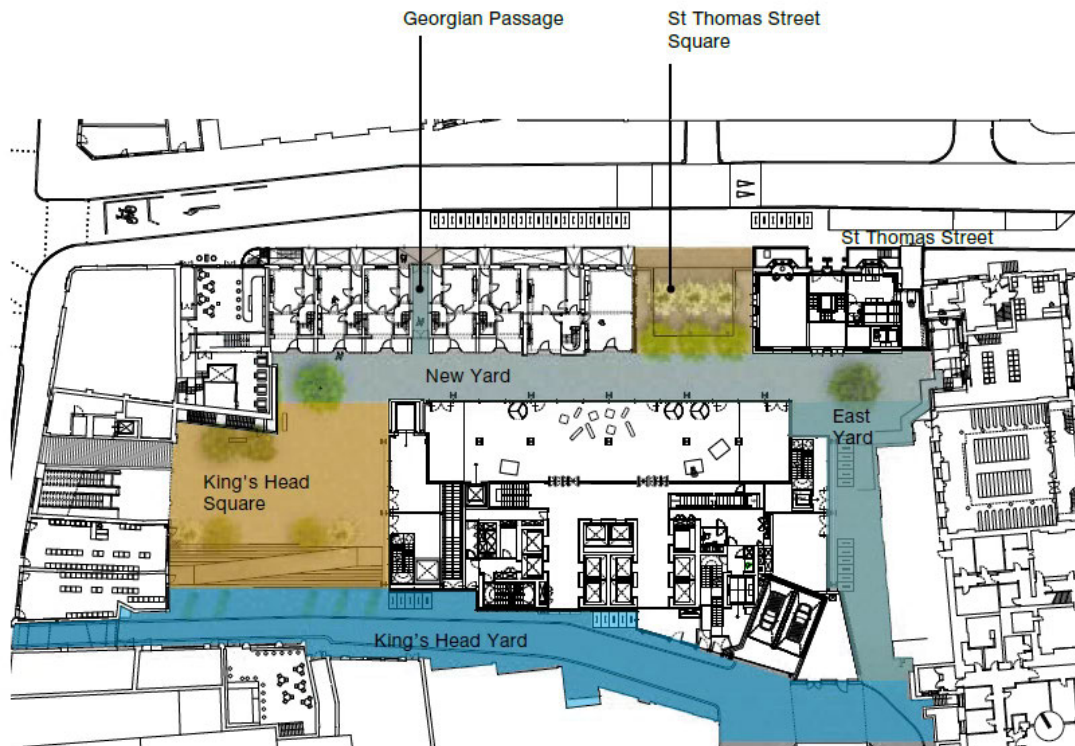 Georgian Passage
St Thomas Street
Square
St Thomas Street
New Yard
East
Yard
King's Head
Square
King's Head Yard